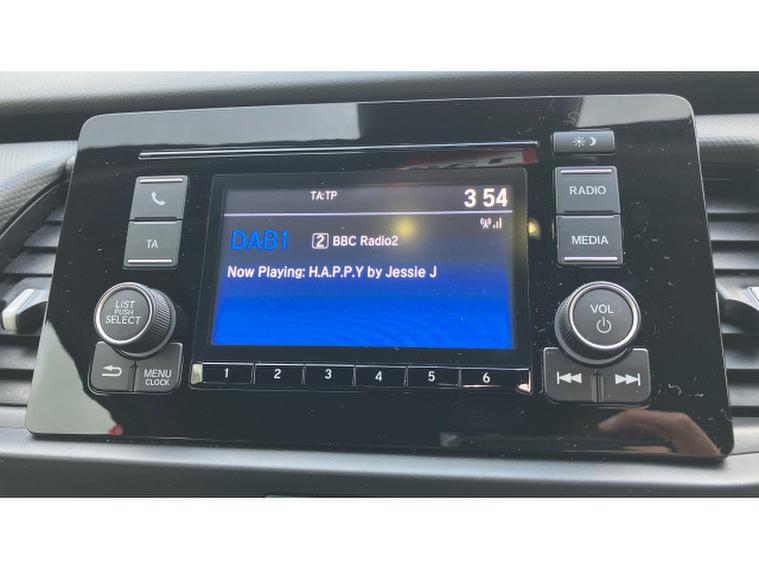 TA:TP
3 54
DAB1 2 BBC Radio2
Now Playing: H.A.P.P.Y by Jessie J
TA
RADIO
MEDIA
LIST
PUSH
SELECT
VOL
MENU
CLOCK
1 2 3 4 5 6